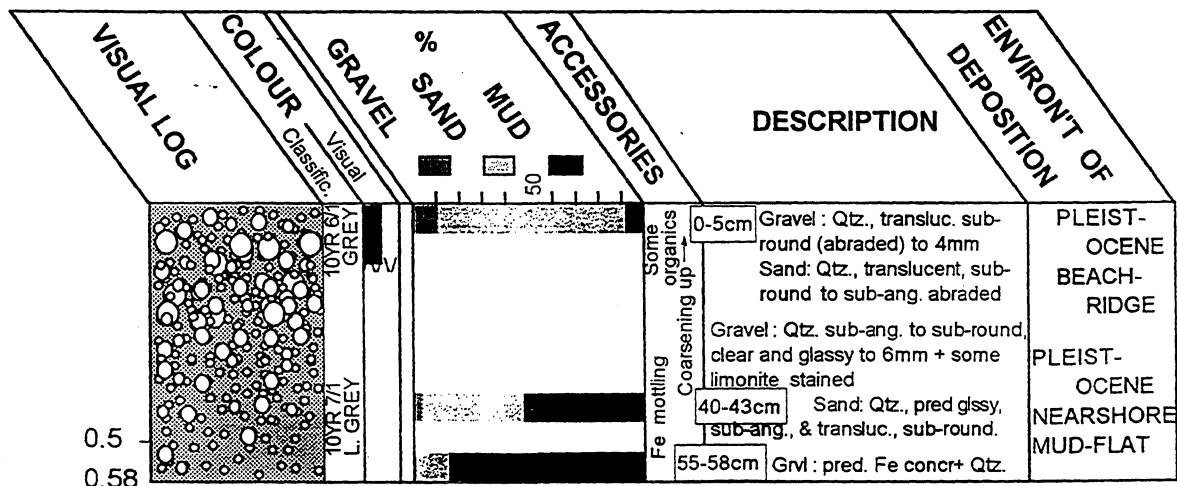 VISUAL LOG
COLOUR
Classific.
Visual
GRAVEL
%
SAND
MUD
50
ACCESSORIES
DESCRIPTION
ENVIRON'T OF
DEPOSITION
10YR 6/1
GREY
10YR 7/1
L. GREY
Some
organics
Coarsening up
Fe mottling
0-5cm
Gravel : Qtz., transluc. sub-
round (abraded) to 4mm
Sand: Qtz., translucent, sub-
round to sub-ang. abraded
Gravel : Qtz. sub-ang. to sub-round,
clear and glassy to 6mm + some
limonite stained
40-43cm
Sand: Qtz., pred glssy,
sub-ang., & transluc., sub-round.
55-58cm
Grvl : pred. Fe concr+ Qtz.
PLEIST-
OCENE
BEACH-
RIDGE
PLEIST-
OCENE
NEARSHORE
MUD-FLAT
0.5
0.58